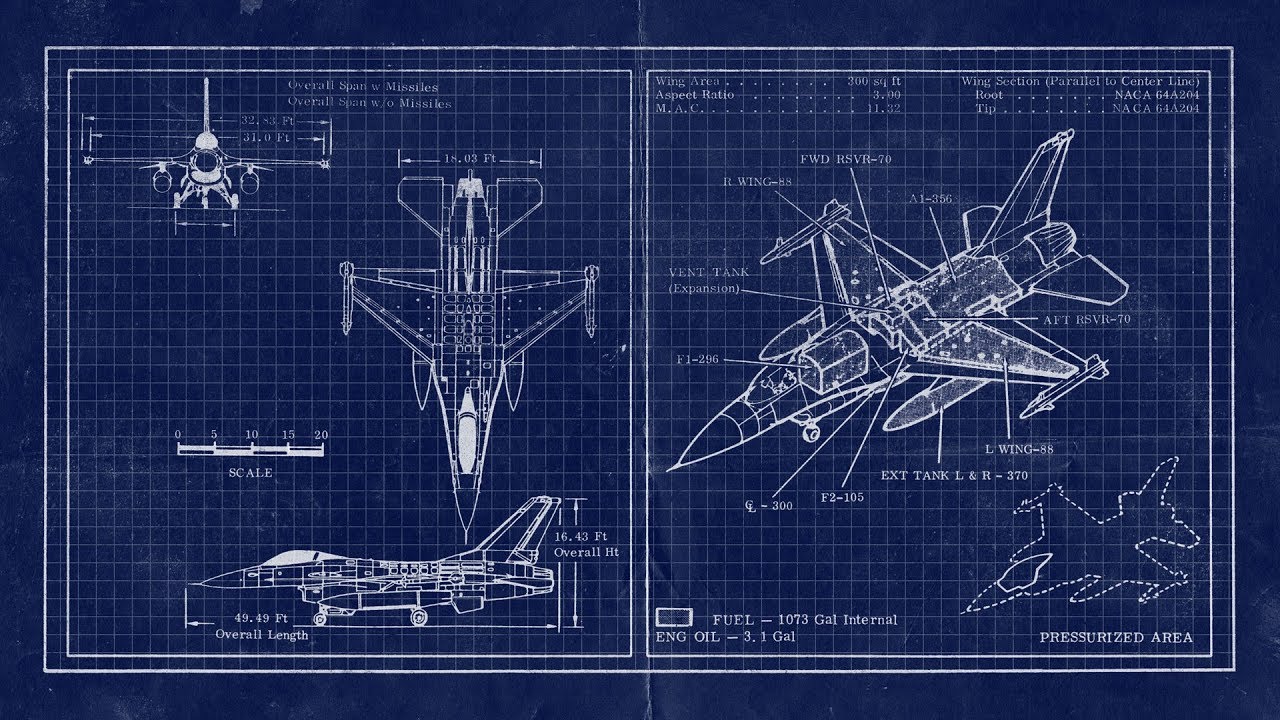 Overall Span w Missiles
Overall Span w/o Missiles
32.83 Ft
31.0 Ft
18.03 Ft
0 5 10 15 20
SCALE
16.43 Ft
Overall Ht
49.49 Ft
Overall Length
Wing Area . . . . . . . . . . 300 sq ft
Aspect Ratio . . . . . . . . . 3.00
M.A.C. . . . . . . . . . . . 11.32
Wing Section (Parallel to Center Line)
Root . . . . . . . NACA 64A204
Tip . . . . . . . . NACA 64A204
FWD RSVR-70
R WING-88
A1-356
VENT TANK
(Expansion)
AFT RSVR-70
F1-296
L WING-88
EXT TANK L & R - 370
F2-105
℄ - 300
FUEL — 1073 Gal Internal
ENG OIL — 3.1 Gal
PRESSURIZED AREA